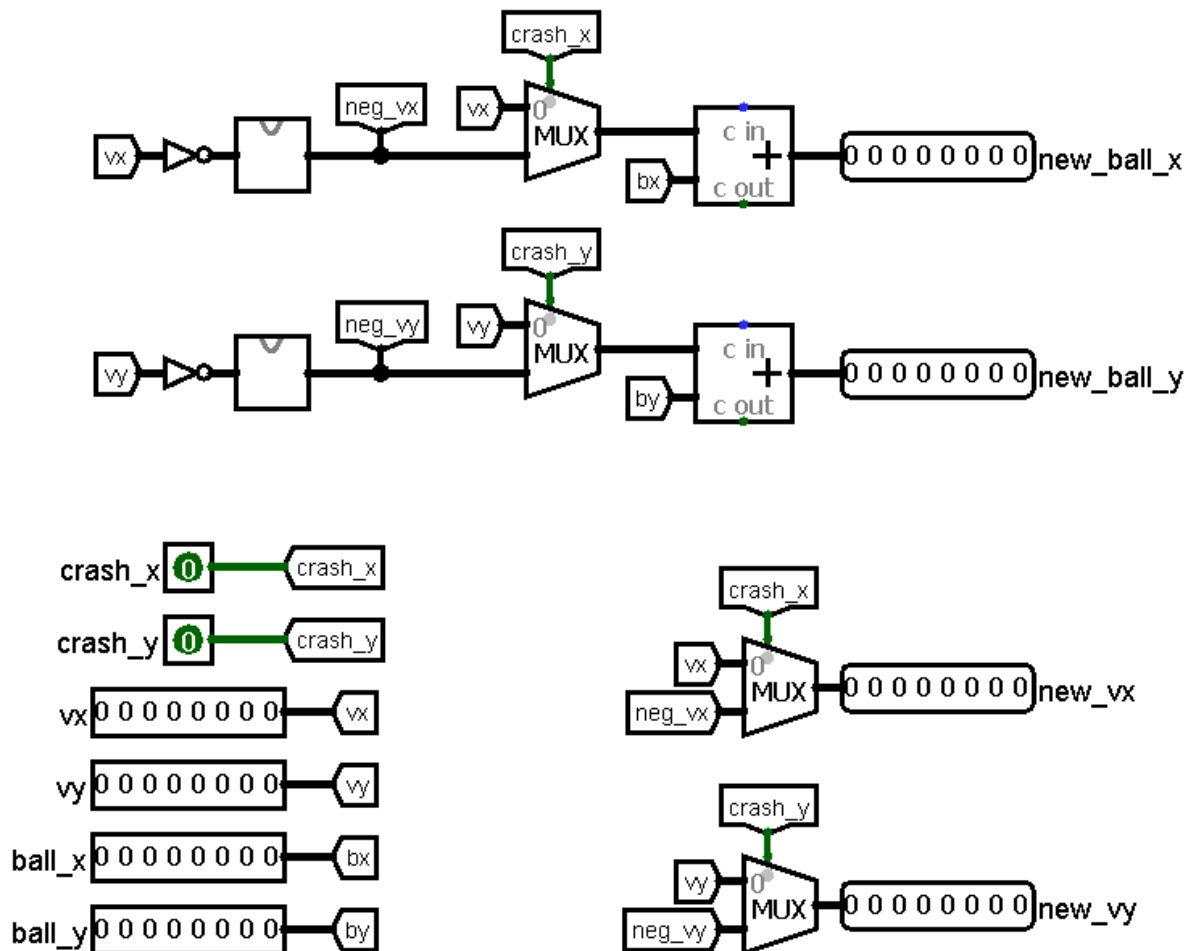 crash_x
neg_vx
vx
0
MUX
c in
+
vx
bx
c out
0 0 0 0 0 0 0 0
new_ball_x
crash_y
neg_vy
vy
0
MUX
c in
+
vy
by
c out
0 0 0 0 0 0 0 0
new_ball_y
crash_x 0 crash_x
crash_y 0 crash_y
vx 0 0 0 0 0 0 0 0 vx
vy 0 0 0 0 0 0 0 0 vy
ball_x 0 0 0 0 0 0 0 0 bx
ball_y 0 0 0 0 0 0 0 0 by
crash_x
vx
0
MUX
neg_vx
0 0 0 0 0 0 0 0
new_vx
crash_y
vy
0
MUX
neg_vy
0 0 0 0 0 0 0 0
new_vy